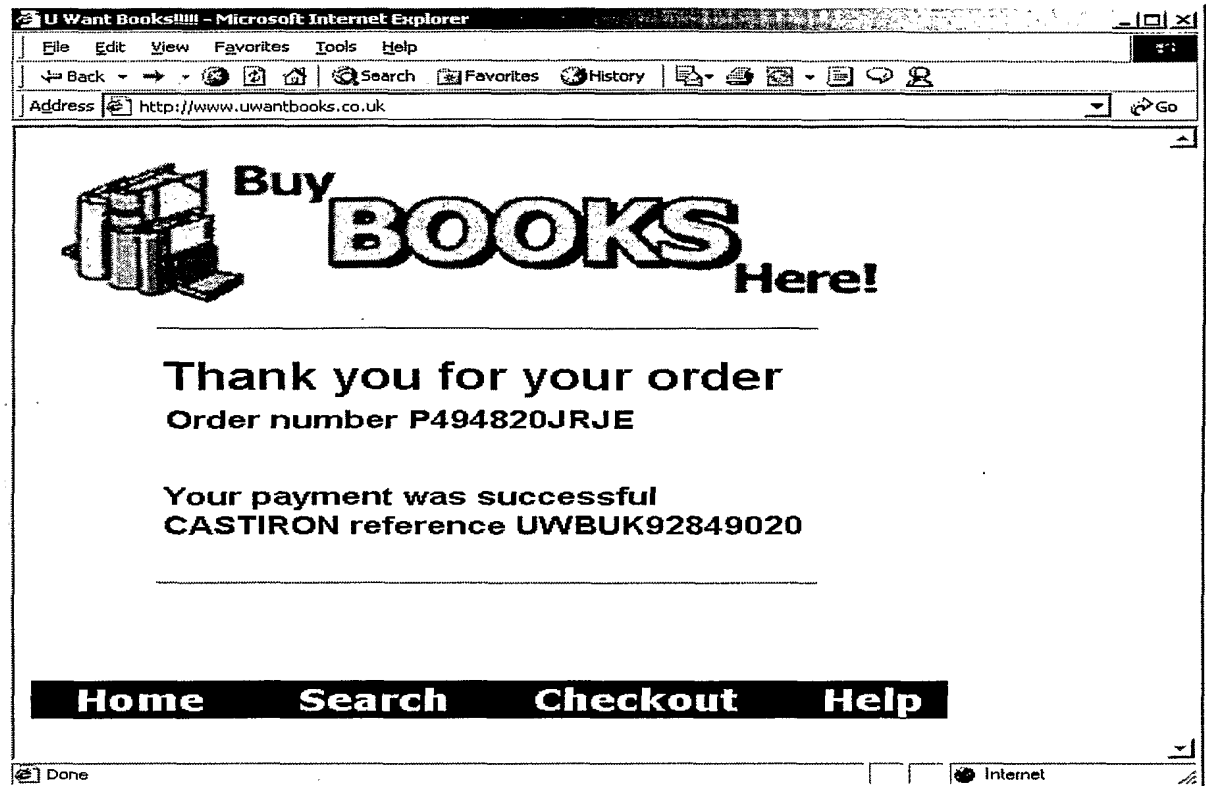 U Want Books!!!!! - Microsoft Internet Explorer
File Edit View Favorites Tools Help
Back Search Favorites History
Address http://www.uwantbooks.co.uk Go
Buy
BOOKS
Here!
Thank you for your order
Order number P494820JRJE
Your payment was successful
CASTIRON reference UWBUK92849020
Home Search Checkout Help
Done Internet